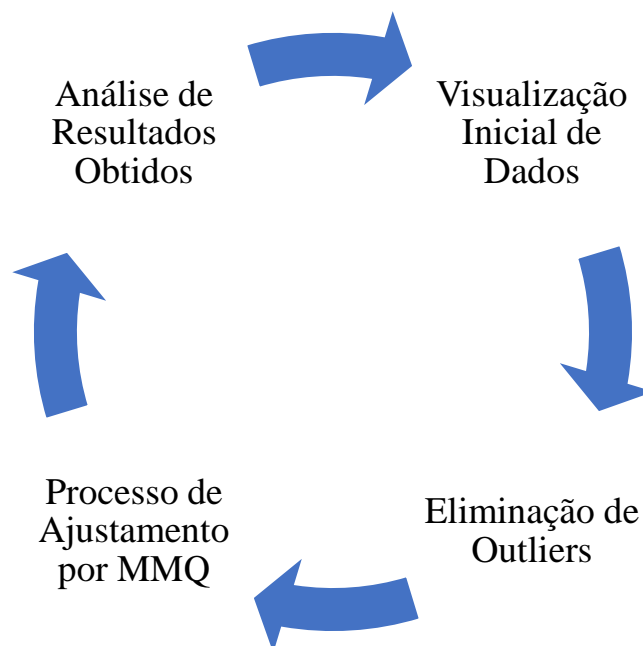 Análise de
Resultados
Obtidos
Visualização
Inicial de
Dados
Eliminação de
Outliers
Processo de
Ajustamento
por MMQ